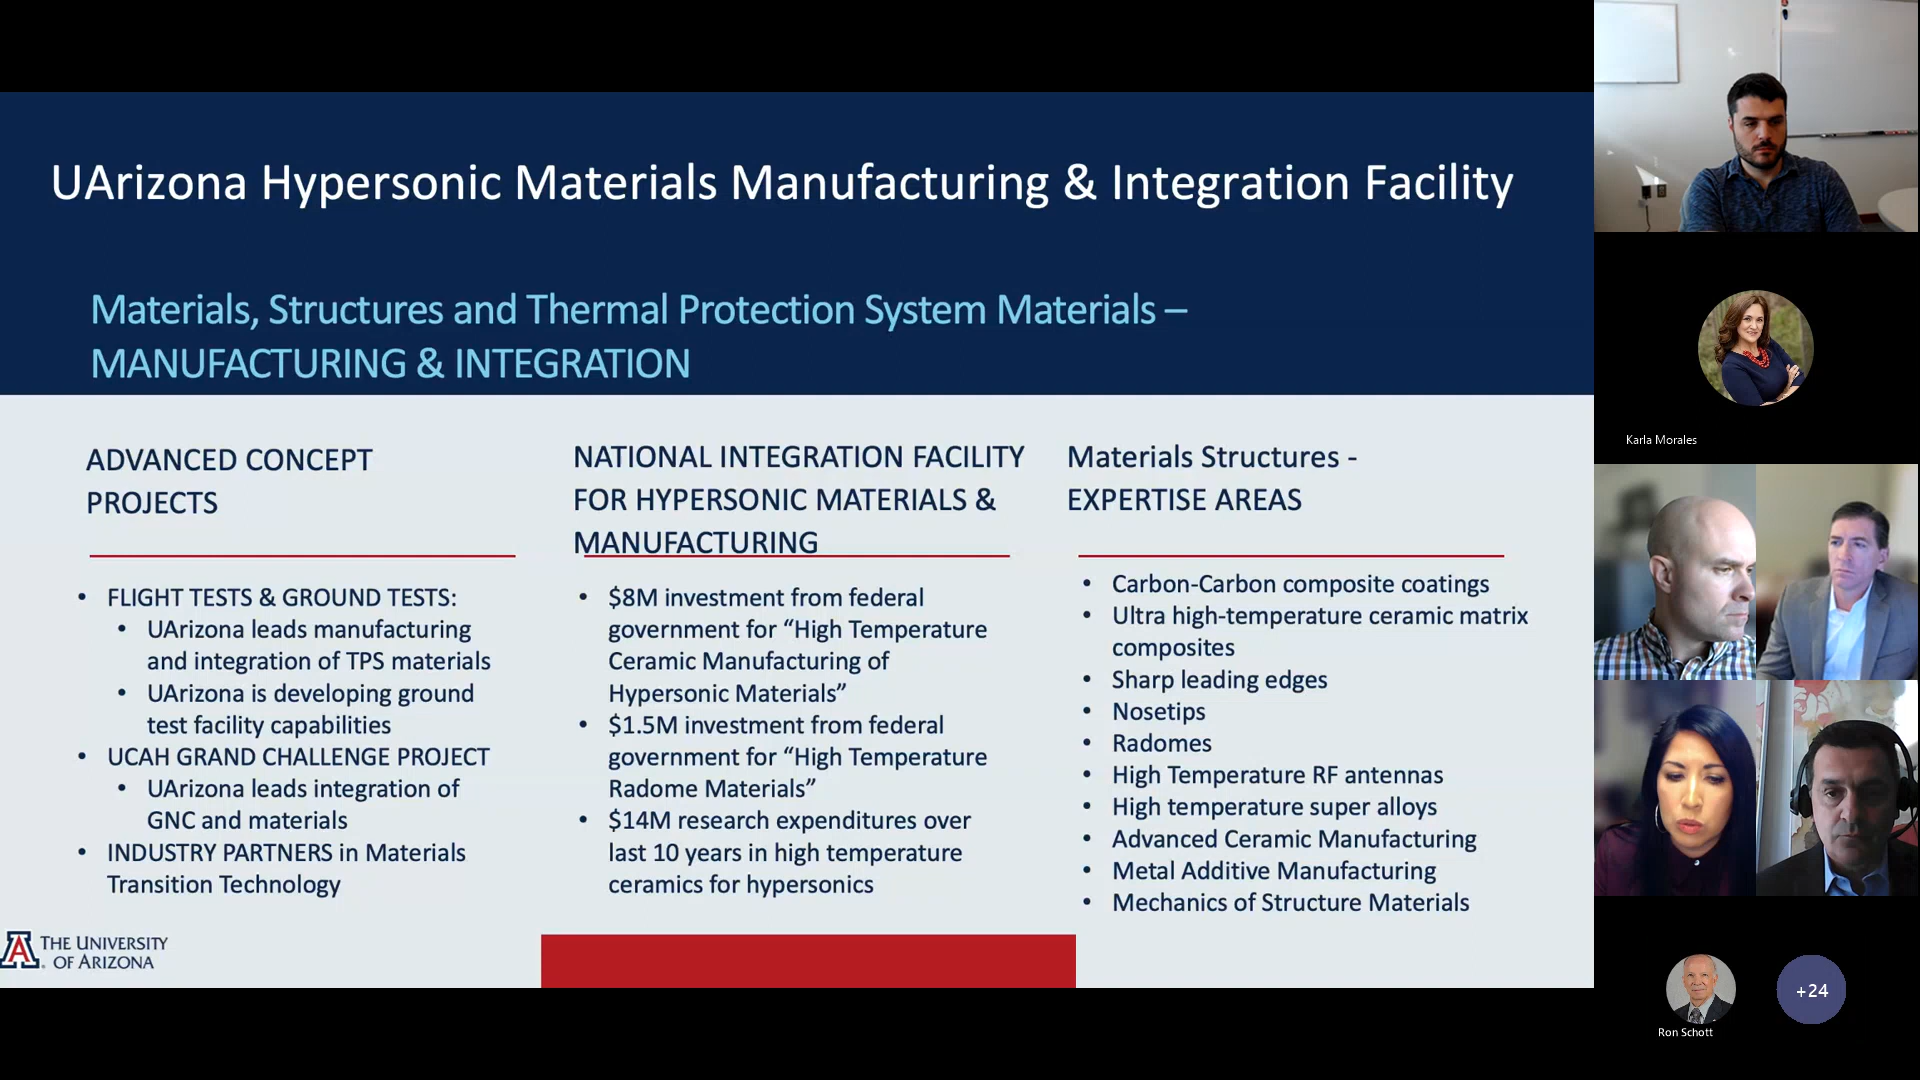 UArizona Hypersonic Materials Manufacturing & Integration Facility
Materials, Structures and Thermal Protection System Materials –
MANUFACTURING & INTEGRATION
ADVANCED CONCEPT
PROJECTS
• FLIGHT TESTS & GROUND TESTS:
• UArizona leads manufacturing
and integration of TPS materials
• UArizona is developing ground
test facility capabilities
• UCAH GRAND CHALLENGE PROJECT
• UArizona leads integration of
GNC and materials
• INDUSTRY PARTNERS in Materials
Transition Technology
NATIONAL INTEGRATION FACILITY
FOR HYPERSONIC MATERIALS &
MANUFACTURING
• $8M investment from federal
government for “High Temperature
Ceramic Manufacturing of
Hypersonic Materials”
• $1.5M investment from federal
government for “High Temperature
Radome Materials”
• $14M research expenditures over
last 10 years in high temperature
ceramics for hypersonics
Materials Structures -
EXPERTISE AREAS
• Carbon-Carbon composite coatings
• Ultra high-temperature ceramic matrix
composites
• Sharp leading edges
• Nosetips
• Radomes
• High Temperature RF antennas
• High temperature super alloys
• Advanced Ceramic Manufacturing
• Metal Additive Manufacturing
• Mechanics of Structure Materials
A THE UNIVERSITY
OF ARIZONA
Karla Morales
Ron Schott
+24